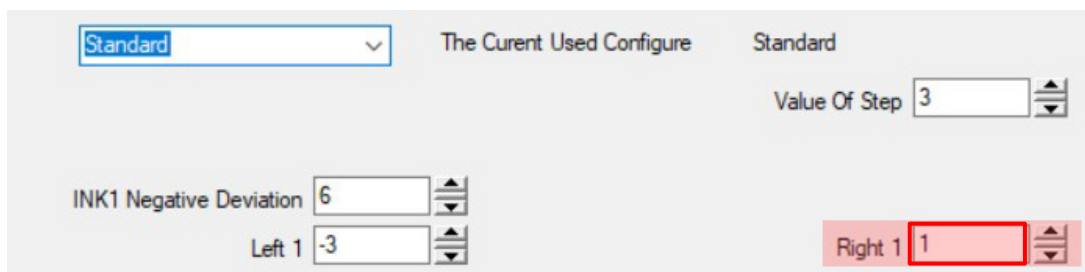 Standard The Curent Used Configure Standard
Value Of Step 3
INK1 Negative Deviation 6
Left 1 -3 Right 1 1